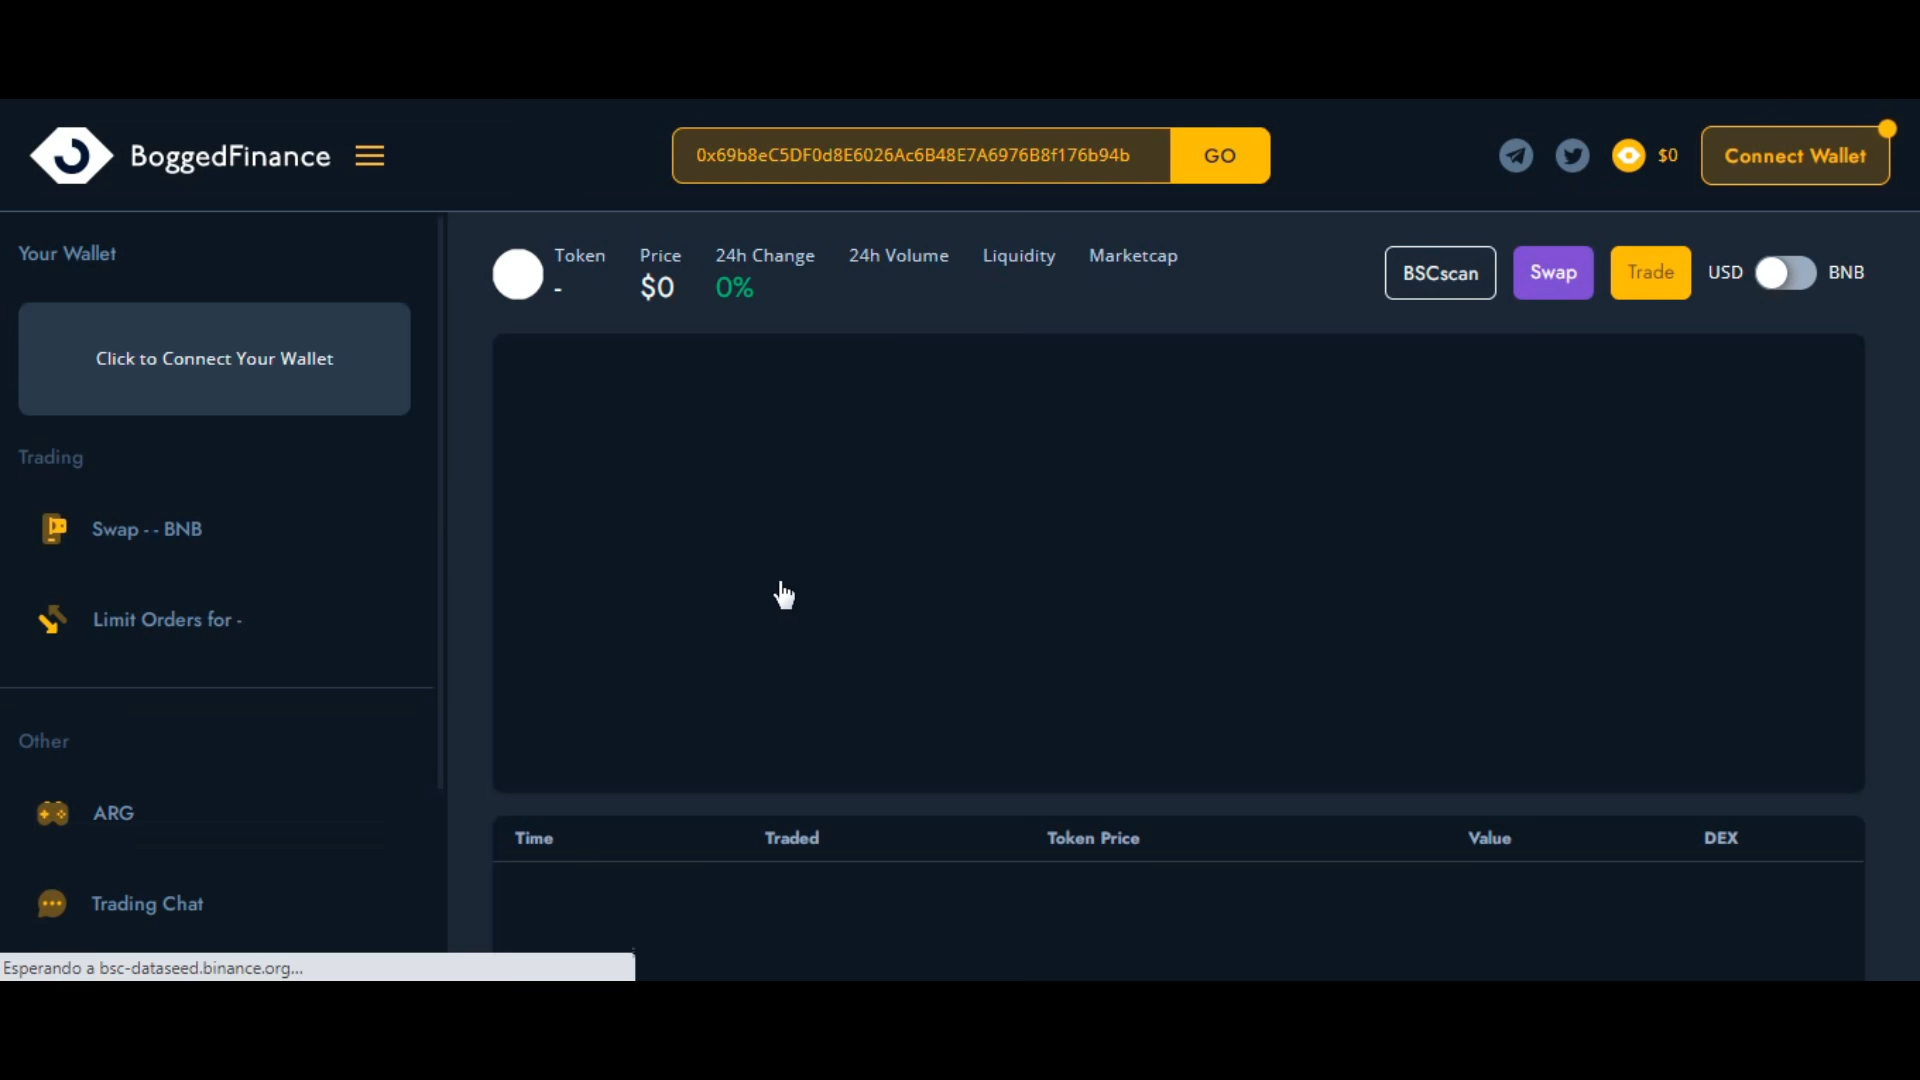 BoggedFinance
0x69b8eC5DF0d8E6026Ac6B48E7A6976B8f176b94b
GO
$0
Connect Wallet
Your Wallet
Click to Connect Your Wallet
Trading
Swap - - BNB
Limit Orders for -
Other
ARG
Trading Chat
Token Price 24h Change 24h Volume Liquidity Marketcap
- $0 0%
BSCscan Swap Trade USD BNB
Time Traded Token Price Value DEX
Esperando a bsc-dataseed.binance.org...